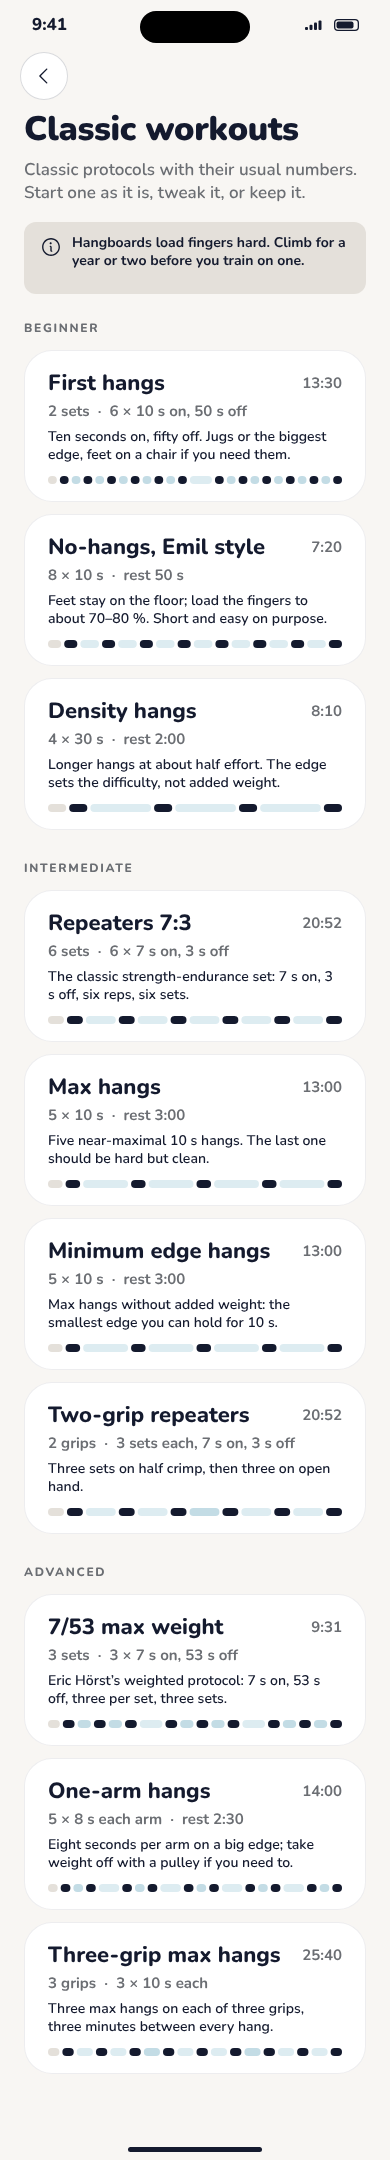 9:41
Classic workouts
Classic protocols with their usual numbers.
Start one as it is, tweak it, or keep it.
Hangboards load fingers hard. Climb for a
year or two before you train on one.
BEGINNER
First hangs
13:30
2 sets · 6 × 10 s on, 50 s off
Ten seconds on, fifty off. Jugs or the biggest
edge, feet on a chair if you need them.
No-hangs, Emil style
7:20
8 × 10 s · rest 50 s
Feet stay on the floor; load the fingers to
about 70–80 %. Short and easy on purpose.
Density hangs
8:10
4 × 30 s · rest 2:00
Longer hangs at about half effort. The edge
sets the difficulty, not added weight.
INTERMEDIATE
Repeaters 7:3
20:52
6 sets · 6 × 7 s on, 3 s off
The classic strength-endurance set: 7 s on, 3
s off, six reps, six sets.
Max hangs
13:00
5 × 10 s · rest 3:00
Five near-maximal 10 s hangs. The last one
should be hard but clean.
Minimum edge hangs
13:00
5 × 10 s · rest 3:00
Max hangs without added weight: the
smallest edge you can hold for 10 s.
Two-grip repeaters
20:52
2 grips · 3 sets each, 7 s on, 3 s off
Three sets on half crimp, then three on open
hand.
ADVANCED
7/53 max weight
9:31
3 sets · 3 × 7 s on, 53 s off
Eric Hörst’s weighted protocol: 7 s on, 53 s
off, three per set, three sets.
One-arm hangs
14:00
5 × 8 s each arm · rest 2:30
Eight seconds per arm on a big edge; take
weight off with a pulley if you need to.
Three-grip max hangs
25:40
3 grips · 3 × 10 s each
Three max hangs on each of three grips,
three minutes between every hang.